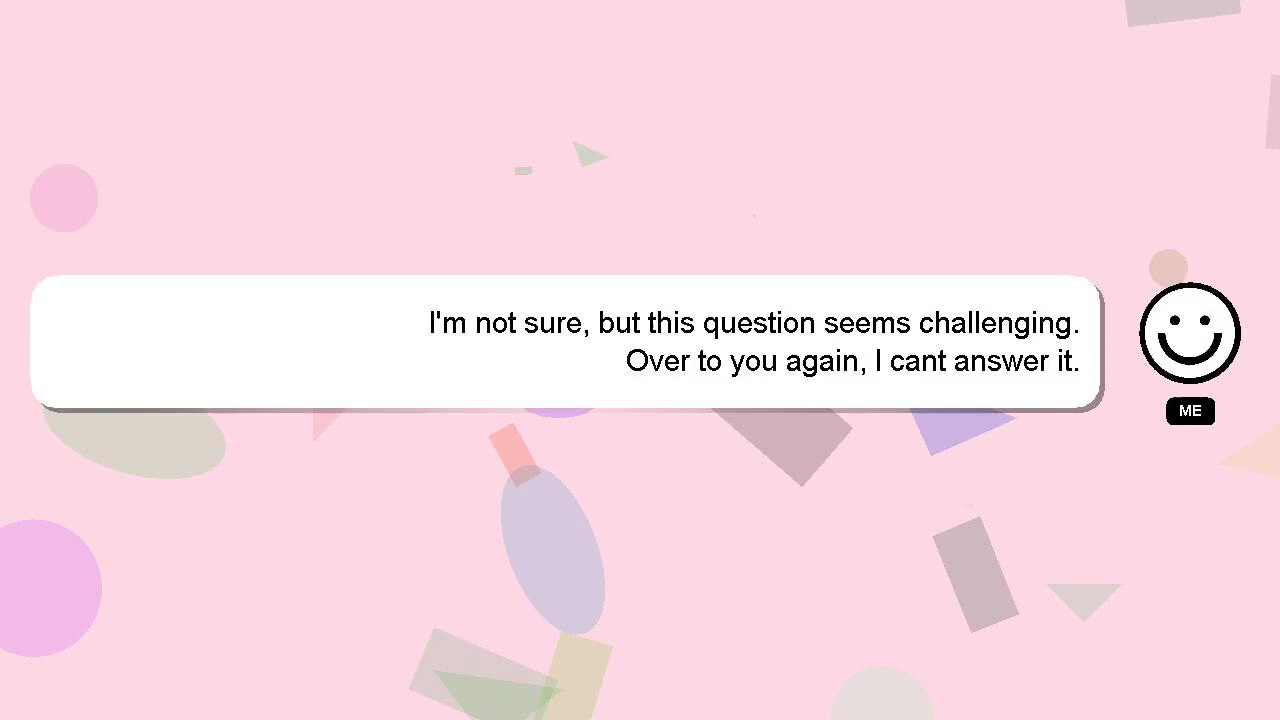 I'm not sure, but this question seems challenging.
Over to you again, I cant answer it.
ME